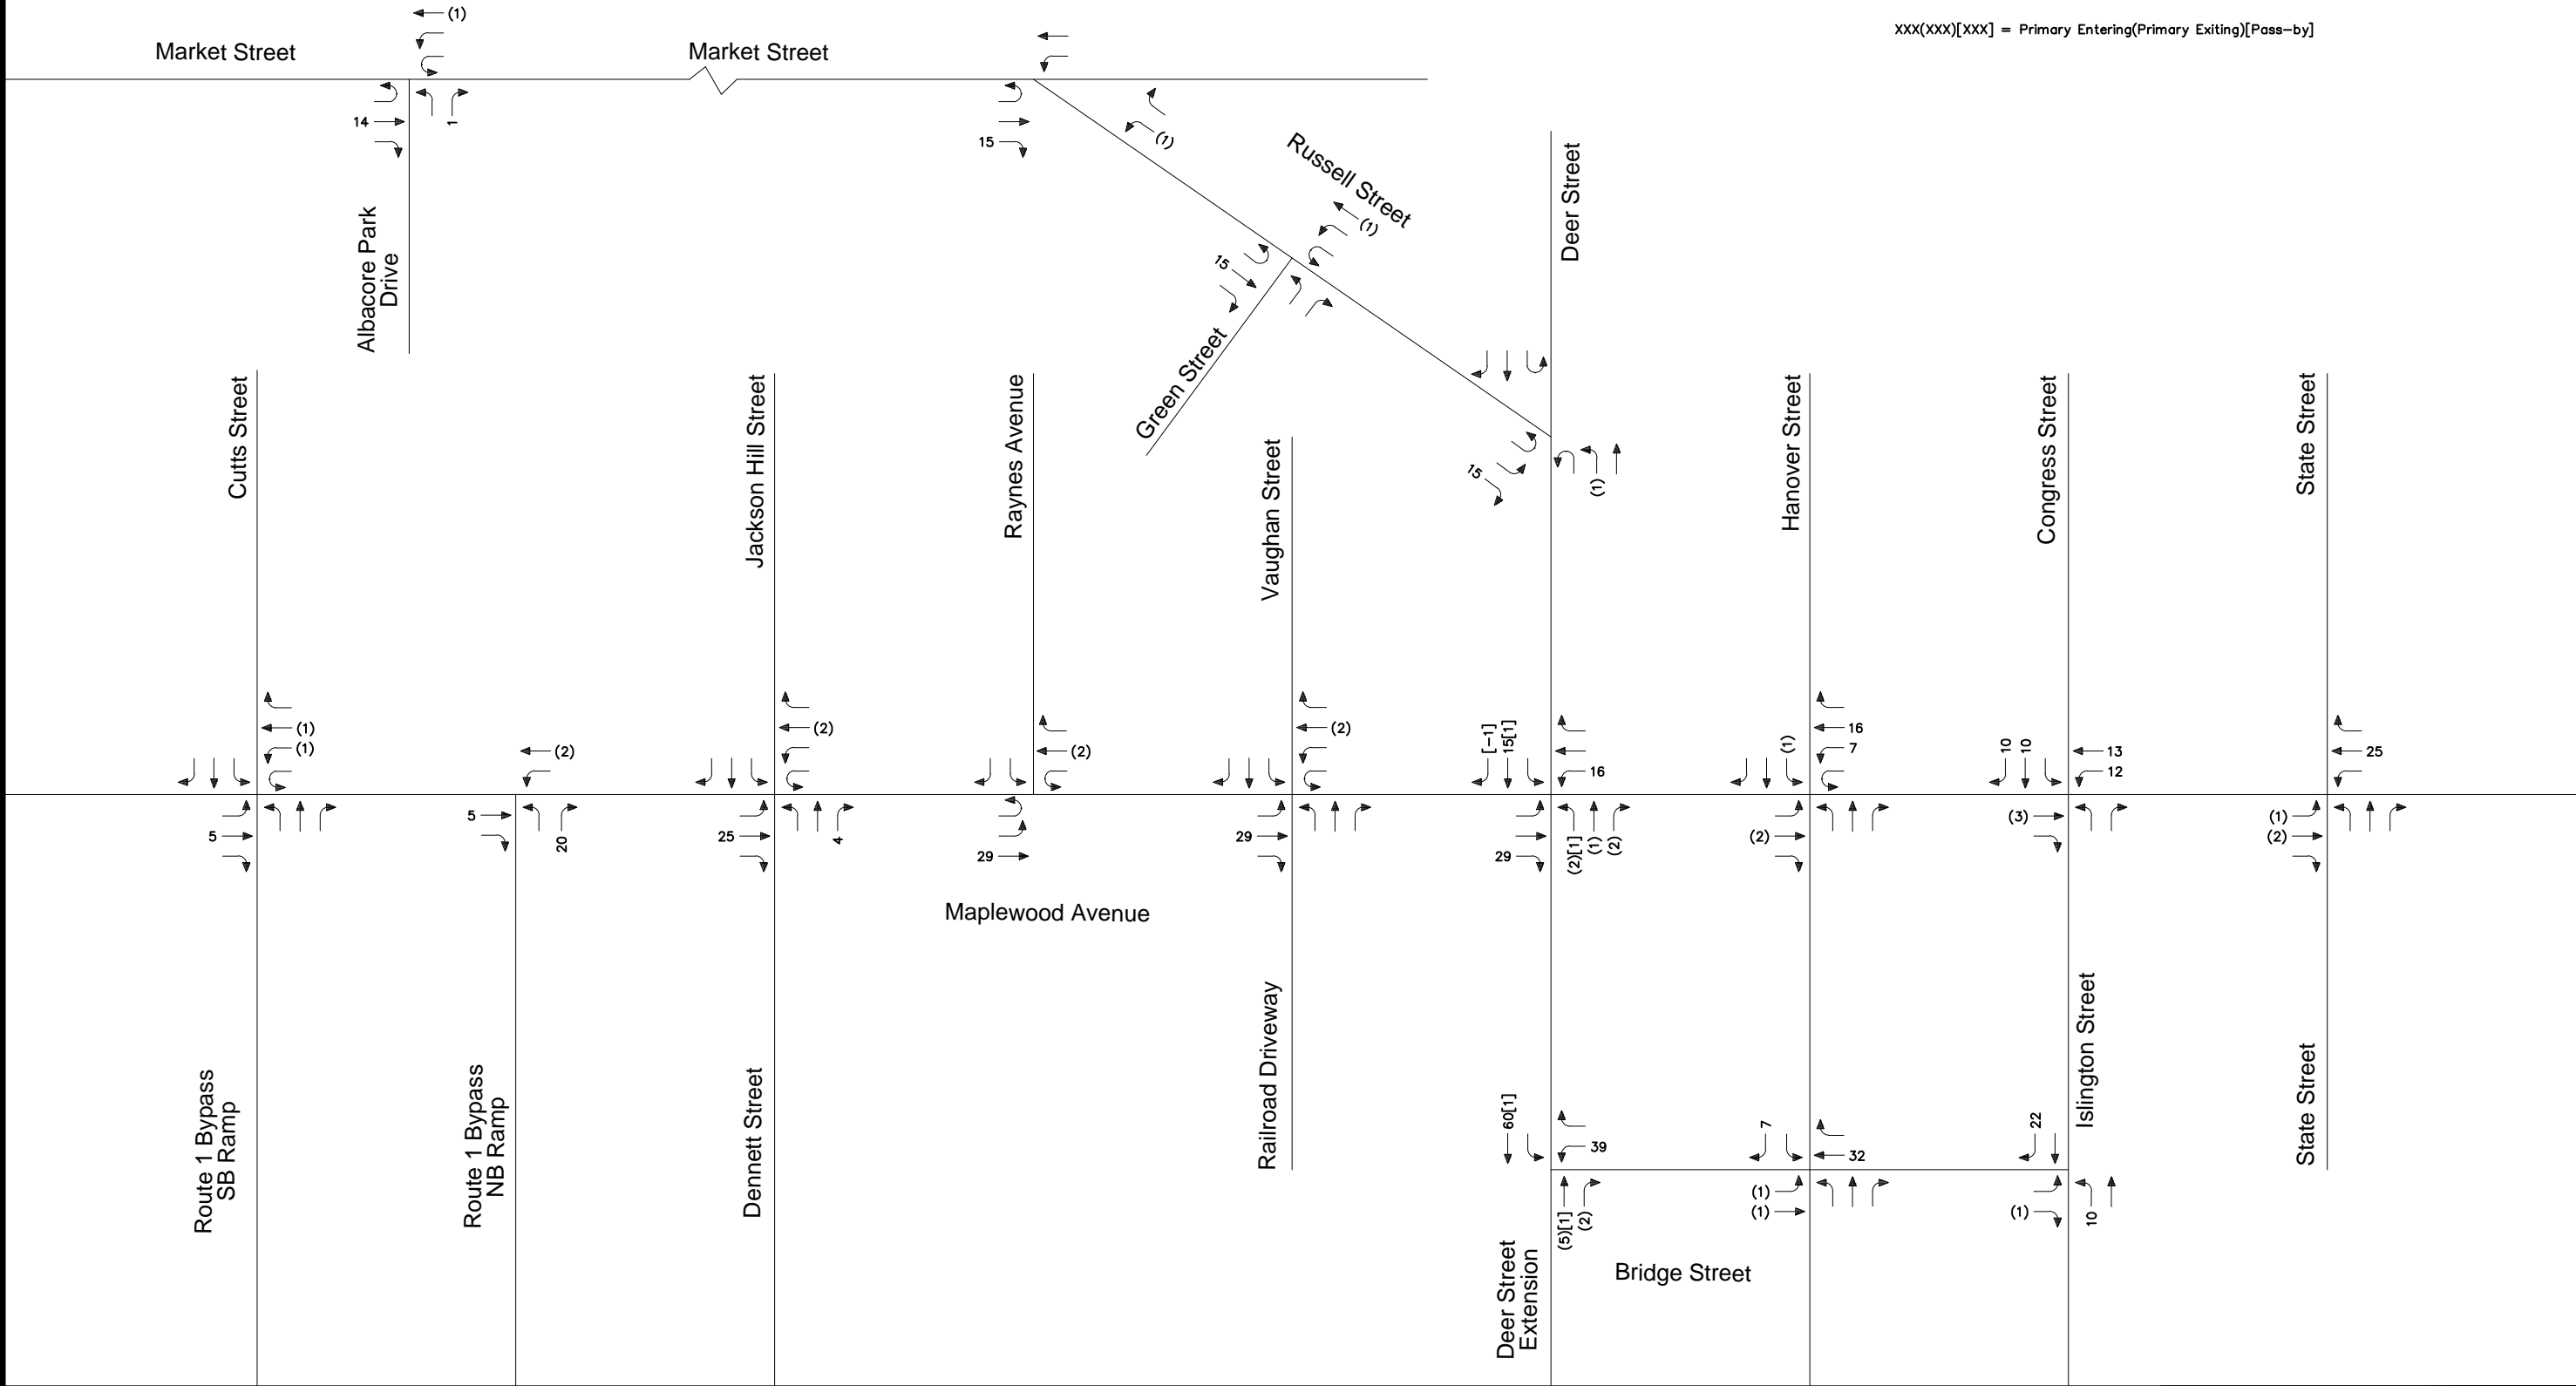 (1)
XXX(XXX)[XXX] = Primary Entering(Primary Exiting)[Pass-by]
Market Street
Market Street
14
1
15
(1)
Russell Street
(1)
15
Green Street
Deer Street
15
(1)
Albacore Park
Drive
Cutts Street
Jackson Hill Street
Raynes Avenue
Vaughan Street
Hanover Street
Congress Street
State Street
(1)
(1)
5
(2)
5
20
(2)
25
4
(2)
29
(2)
29
[-1]
15[1]
16
29
(2)[1]
(1)
(2)
(1)
16
7
(2)
10
10
13
12
(3)
25
(1)
(2)
Maplewood Avenue
Route 1 Bypass
SB Ramp
Route 1 Bypass
NB Ramp
Dennett Street
Railroad Driveway
Islington Street
State Street
60[1]
39
(5)[1]
(2)
7
32
(1)
(1)
22
(1)
10
Deer Street
Extension
Bridge Street